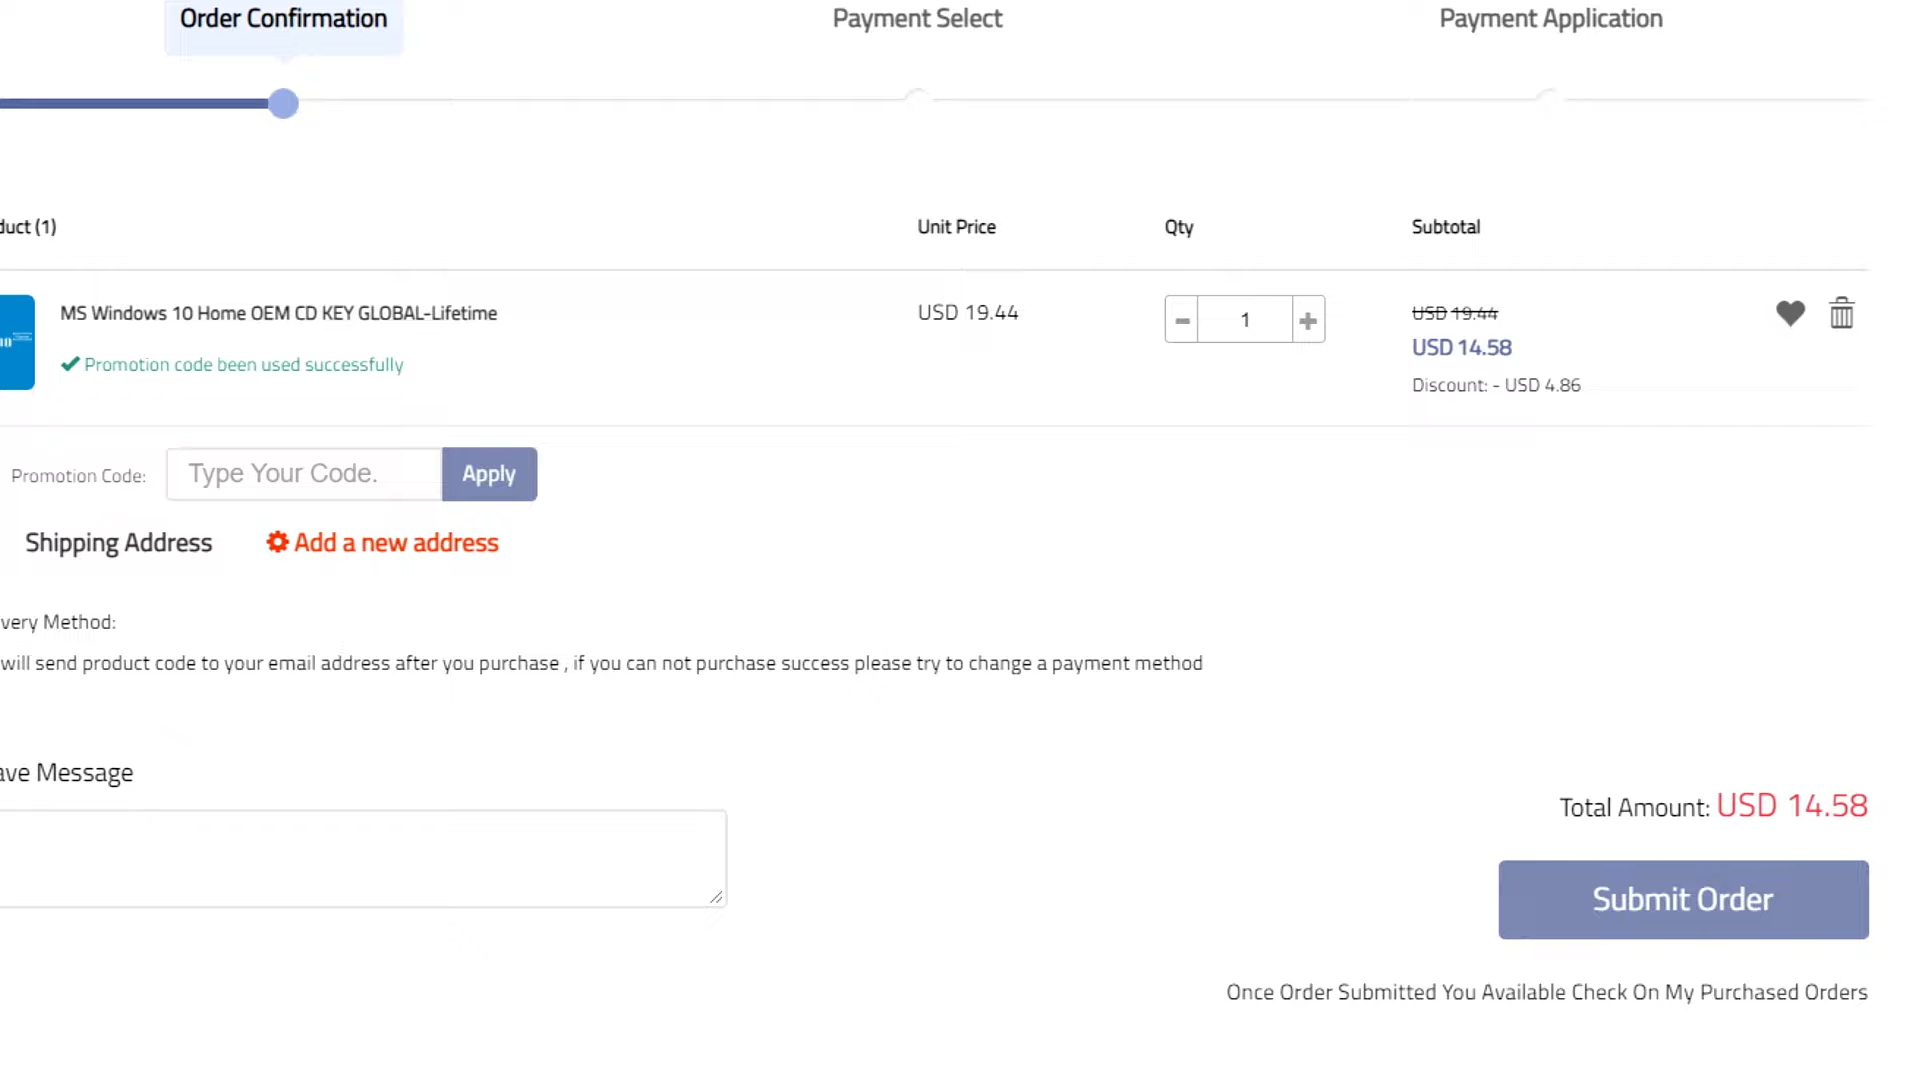 Order Confirmation
Payment Select
Payment Application
duct (1)
Unit Price
Qty
Subtotal
MS Windows 10 Home OEM CD KEY GLOBAL-Lifetime
USD 19.44
1
USD 19.44
USD 14.58
Promotion code been used successfully
Discount: - USD 4.86
Promotion Code:
Type Your Code.
Apply
Shipping Address
Add a new address
very Method:
will send product code to your email address after you purchase , if you can not purchase success please try to change a payment method
ave Message
Total Amount: USD 14.58
Submit Order
Once Order Submitted You Available Check On My Purchased Orders